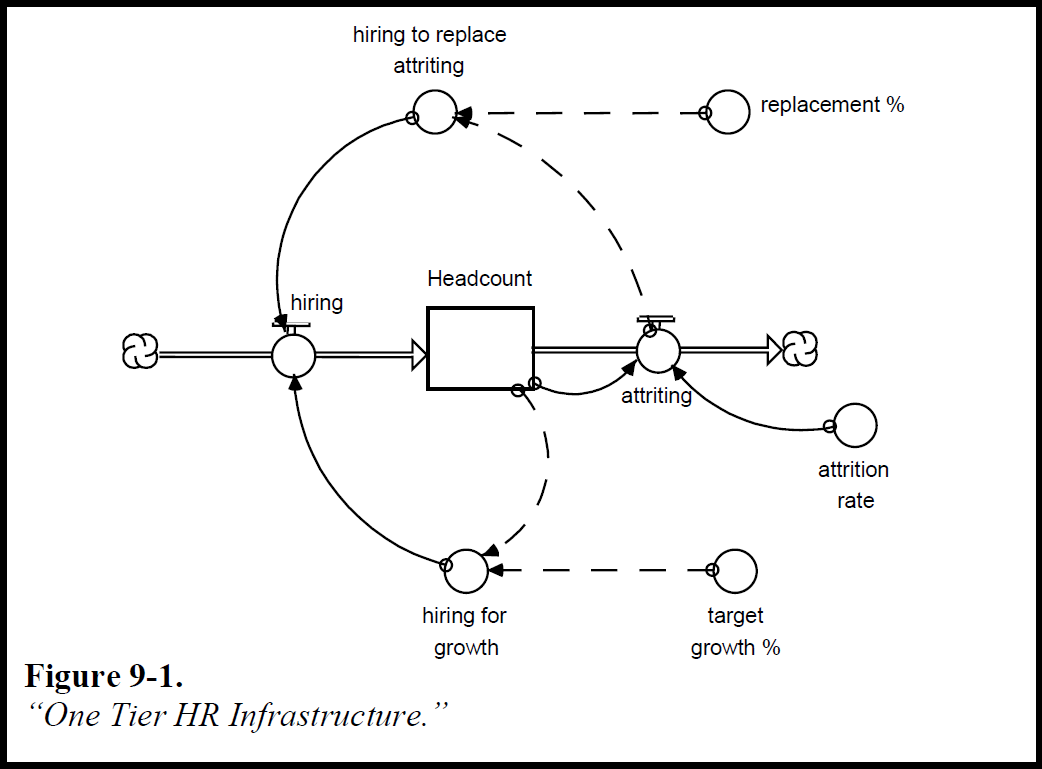 hiring to replace
attriting
replacement %
Headcount
hiring
attriting
attrition
rate
hiring for
growth
target
growth %
Figure 9-1.
“One Tier HR Infrastructure.”